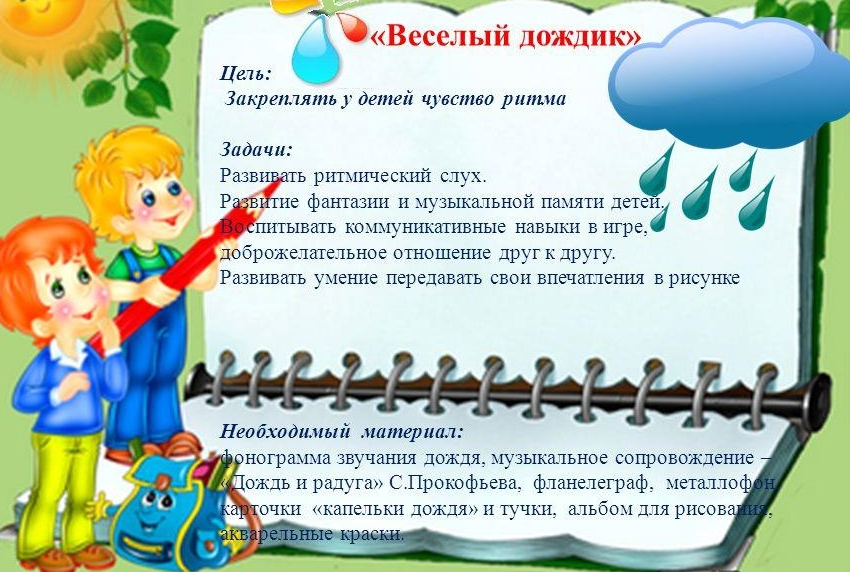 «Веселый дождик»
Цель:
Закреплять у детей чувство ритма
Задачи:
Развивать ритмический слух.
Развитие фантазии и музыкальной памяти детей.
Воспитывать коммуникативные навыки в игре,
доброжелательное отношение друг к другу.
Развивать умение передавать свои впечатления в рисунке
Необходимый материал:
фонограмма звучания дождя, музыкальное сопровождение –
«Дождь и радуга» С.Прокофьева, фланелеграф, металлофон,
карточки «капельки дождя» и тучки, альбом для рисования,
акварельные краски.